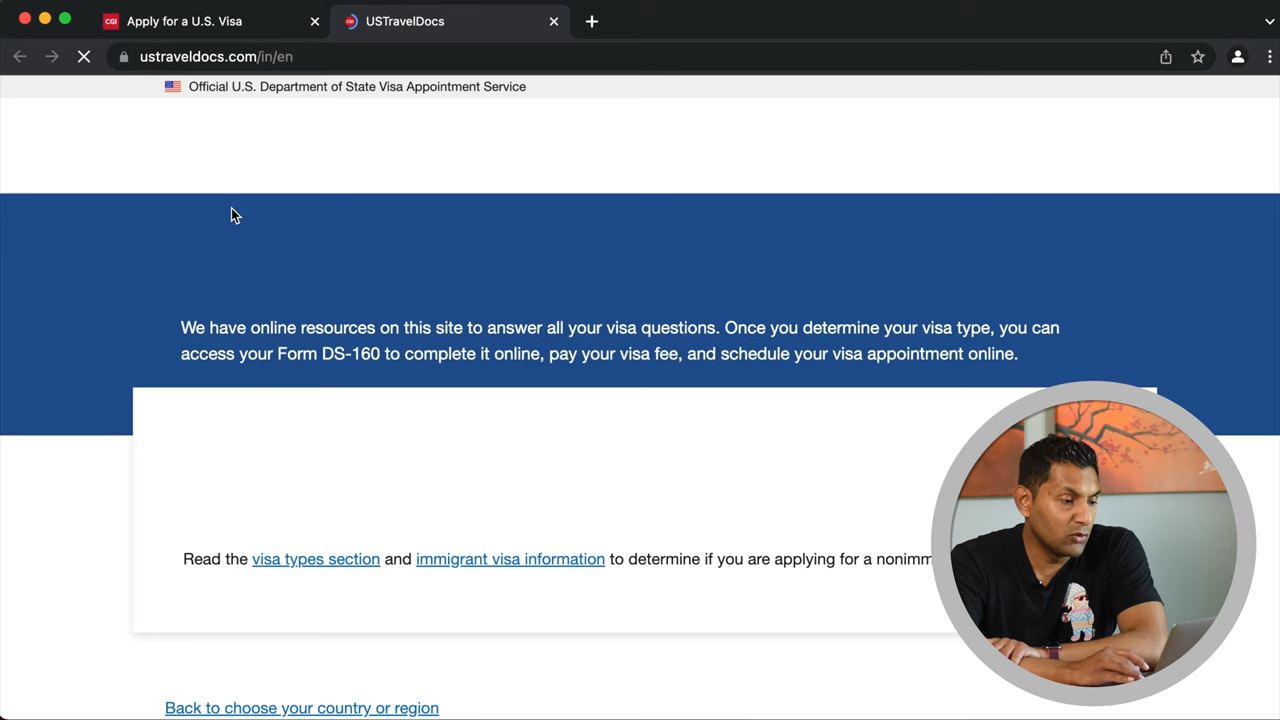 CGI Apply for a U.S. Visa
CGI USTravelDocs
ustraveldocs.com/in/en
Official U.S. Department of State Visa Appointment Service
We have online resources on this site to answer all your visa questions. Once you determine your visa type, you can
access your Form DS-160 to complete it online, pay your visa fee, and schedule your visa appointment online.
Read the visa types section and immigrant visa information to determine if you are applying for a nonimm
Back to choose your country or region